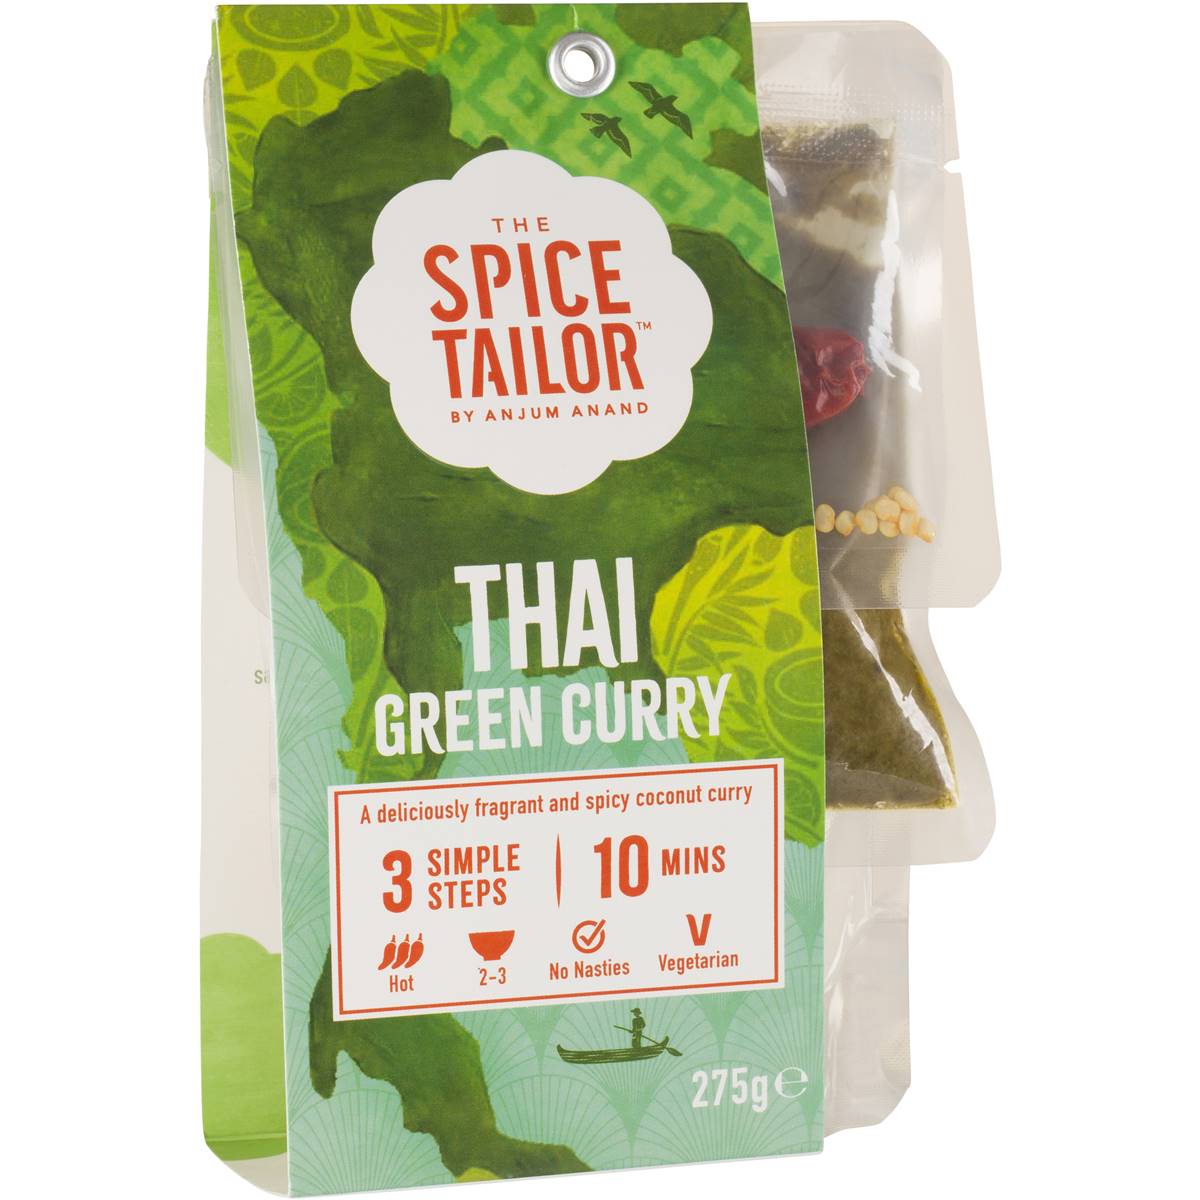 THE
SPICE
TAILOR™
BY ANJUM ANAND
THAI
GREEN CURRY
A deliciously fragrant and spicy coconut curry
3 SIMPLE STEPS
10 MINS
Hot
2-3
No Nasties
V
Vegetarian
275g ℮